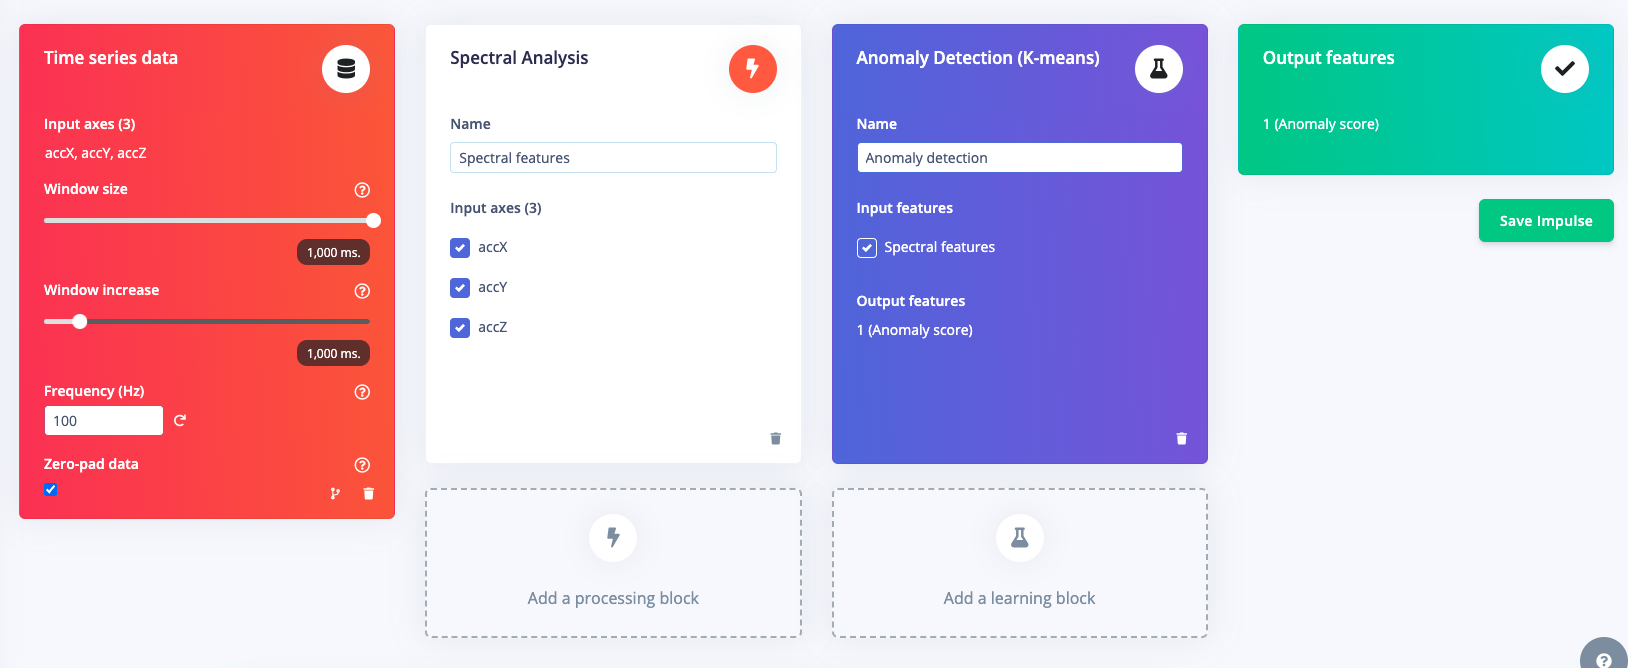 Time series data
Input axes (3)
accX, accY, accZ
Window size
1,000 ms.
Window increase
1,000 ms.
Frequency (Hz)
100
Zero-pad data
Spectral Analysis
Name
Spectral features
Input axes (3)
accX
accY
accZ
Add a processing block
Anomaly Detection (K-means)
Name
Anomaly detection
Input features
Spectral features
Output features
1 (Anomaly score)
Add a learning block
Output features
1 (Anomaly score)
Save Impulse